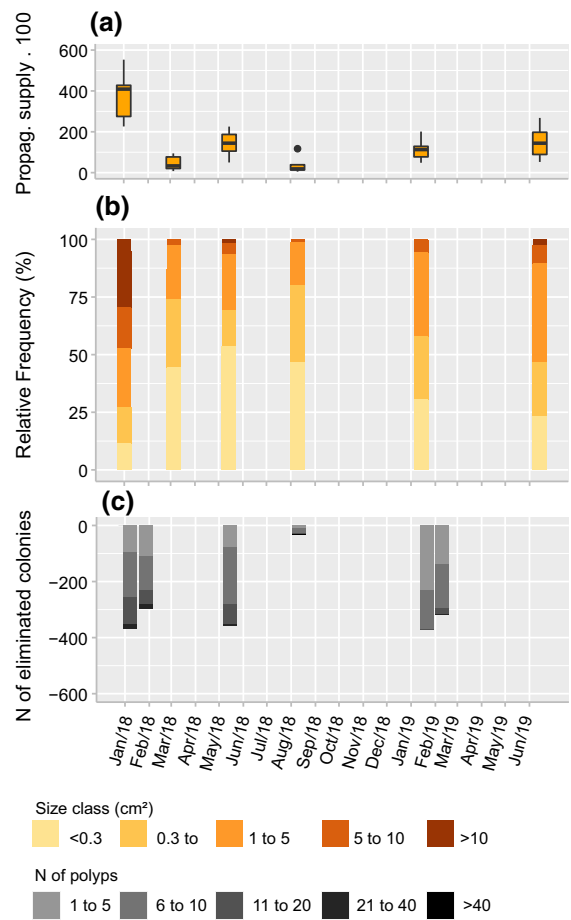 (a)
Propag. supply . 100
600
400
200
0
(b)
Relative Frequency (%)
100
75
50
25
0
(c)
N of eliminated colonies
0
−200
−400
−600
Jan/18 Feb/18 Mar/18 Apr/18 May/18 Jun/18 Jul/18 Aug/18 Sep/18 Oct/18 Nov/18 Dec/18 Jan/19 Feb/19 Mar/19 Apr/19 May/19 Jun/19
Size class (cm²)
<0.3 0.3 to 1 to 5 5 to 10 >10
N of polyps
1 to 5 6 to 10 11 to 20 21 to 40 >40